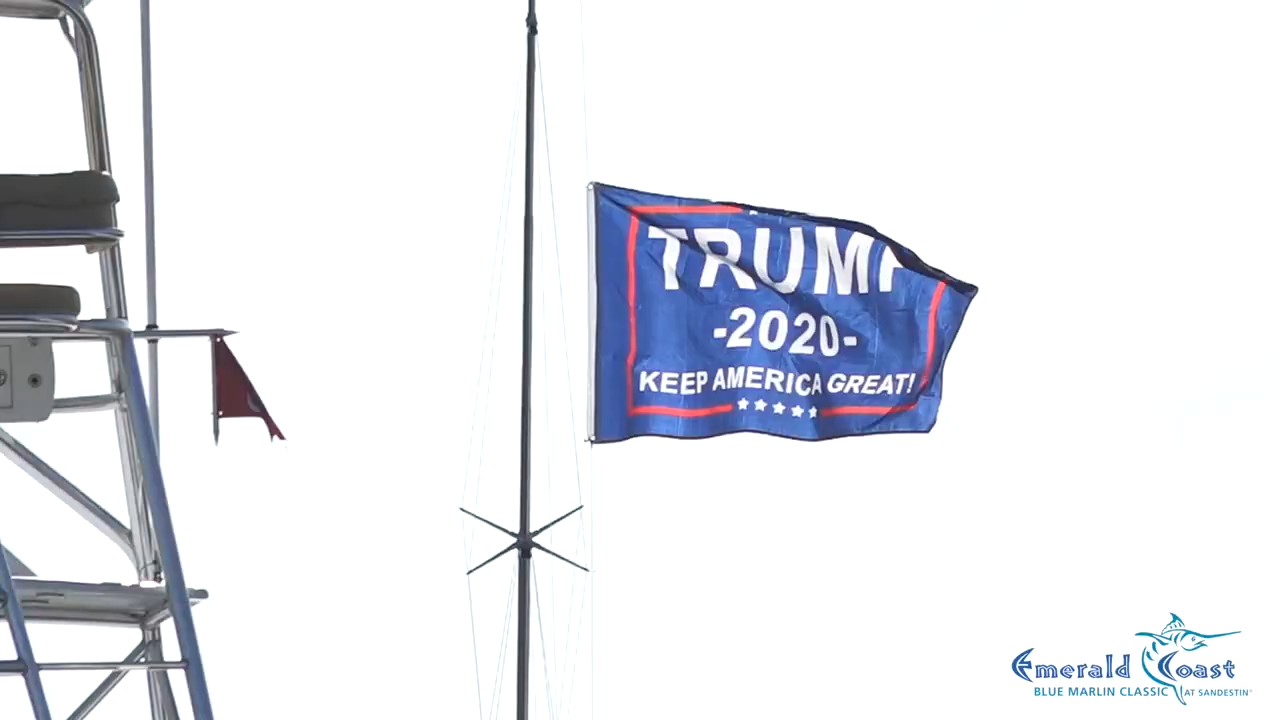 TRUMP
-2020-
KEEP AMERICA GREAT!
Emerald Coast
BLUE MARLIN CLASSIC AT SANDESTIN